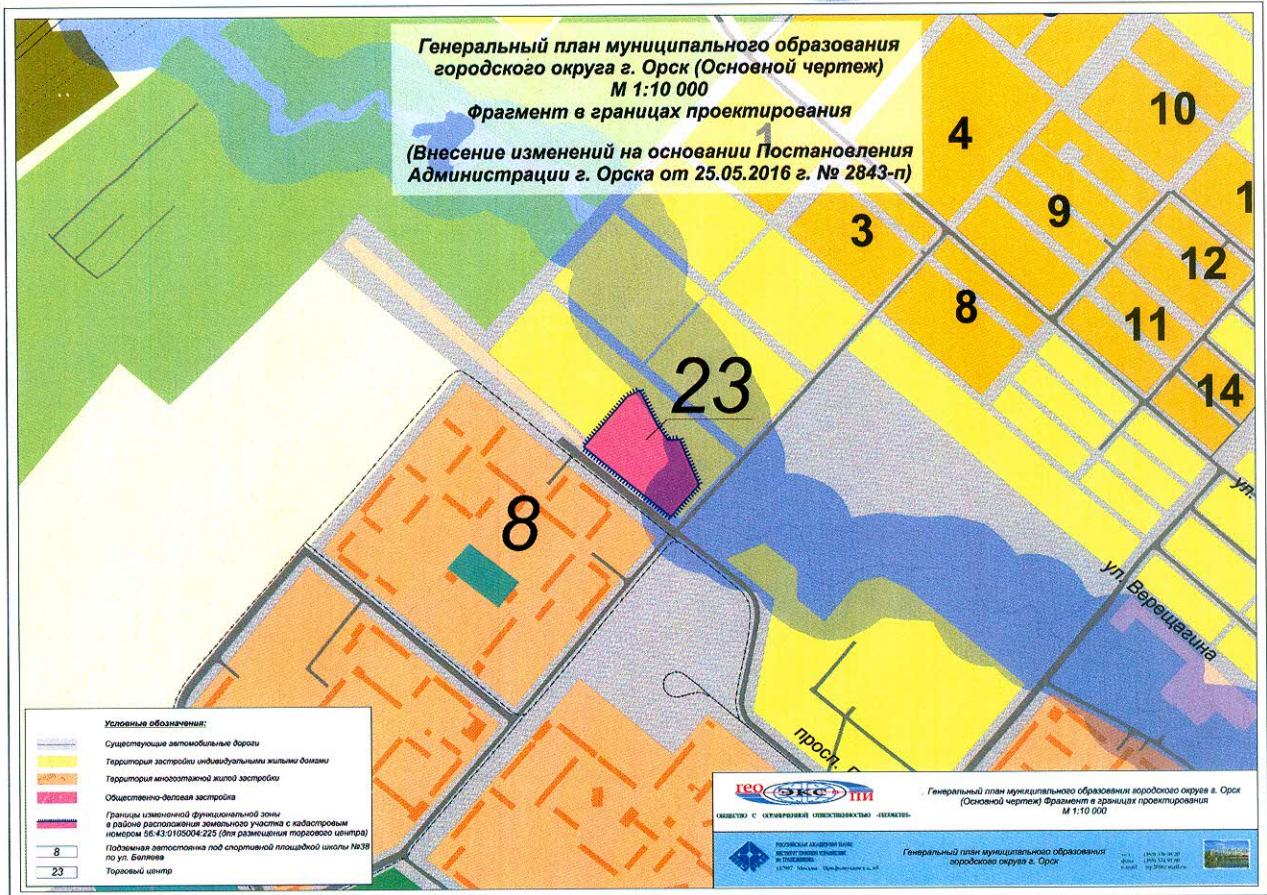 Генеральный план муниципального образования
городского округа г. Орск (Основной чертеж)
М 1:10 000
Фрагмент в границах проектирования
(Внесение изменений на основании Постановления
Администрации г. Орска от 25.05.2016 г. № 2843-п)
1
4
10
3
9
1
12
8
11
14
23
8
ул.
ул. Верещагина
просп.
Условные обозначения:
Существующие автомобильные дороги
Территория застройки индивидуальными жилыми домами
Территория многоэтажной жилой застройки
Общественно-деловая застройка
Границы измененной функциональной зоны
в районе расположения земельного участка с кадастровым
номером 56:43:0105004:225 (для размещения торгового центра)
8
Подземная автостоянка под спортивной площадкой школы №38
по ул. Беляева
23
Торговый центр
ГЕО ЭКС ПИ
ОБЩЕСТВО С ОГРАНИЧЕННОЙ ОТВЕТСТВЕННОСТЬЮ
Генеральный план муниципального образования городского округа г. Орск
(Основной чертеж) Фрагмент в границах проектирования
М 1:10 000
РОССИЙСКАЯ АКАДЕМИЯ НАУК
Генеральный план муниципального образования
городского округа г. Орск